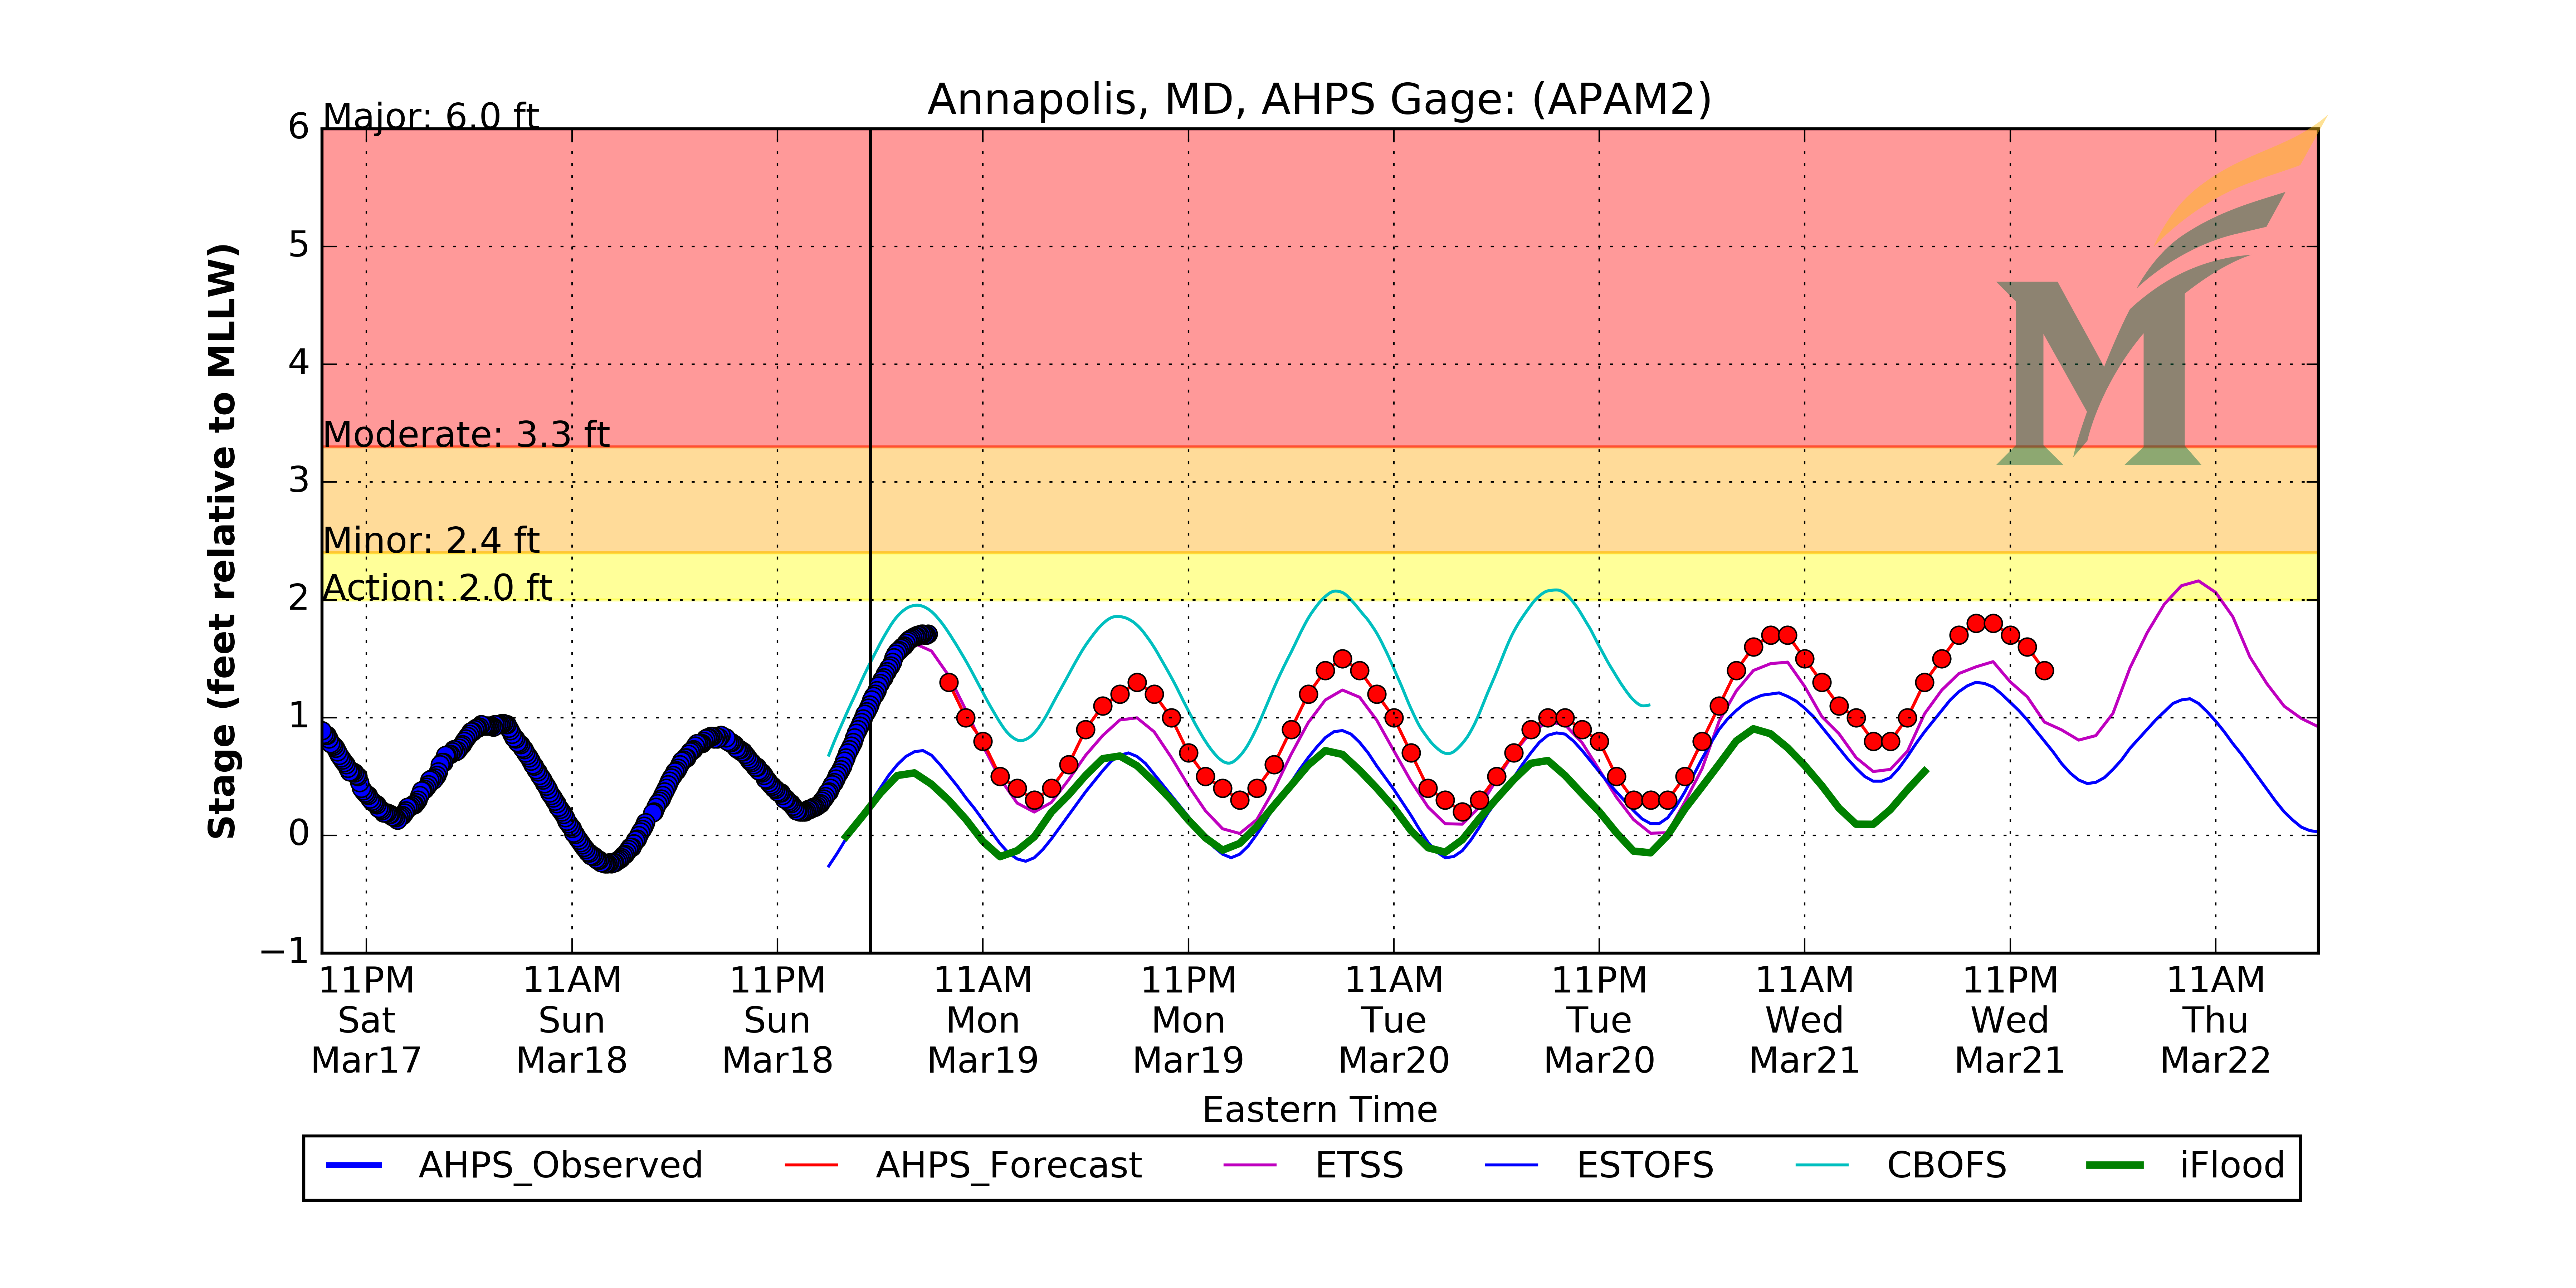 Annapolis, MD, AHPS Gage: (APAM2)
Major: 6.0 ft
Moderate: 3.3 ft
Minor: 2.4 ft
Action: 2.0 ft
6
5
4
3
2
1
0
−1
Stage (feet relative to MLLW)
11PM 11AM 11PM 11AM 11PM 11AM 11PM 11AM 11PM 11AM
Sat Sun Sun Mon Mon Tue Tue Wed Wed Thu
Mar17 Mar18 Mar18 Mar19 Mar19 Mar20 Mar20 Mar21 Mar21 Mar22
Eastern Time
AHPS_Observed AHPS_Forecast ETSS ESTOFS CBOFS iFlood
M